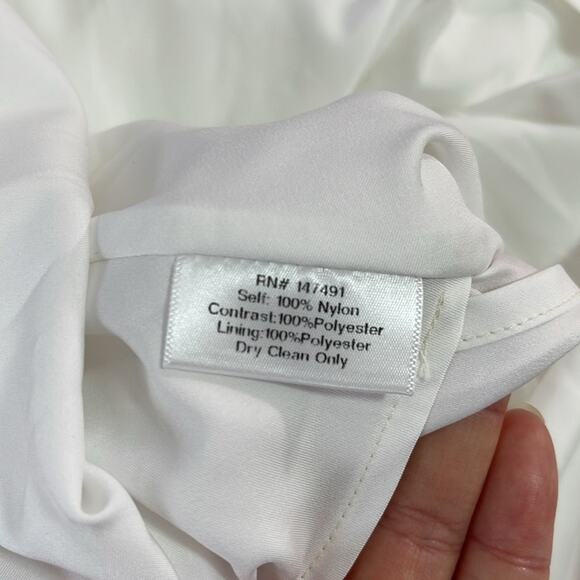 RN# 147491
Self: 100% Nylon
Contrast:100%Polyester
Lining:100%Polyester
Dry Clean Only